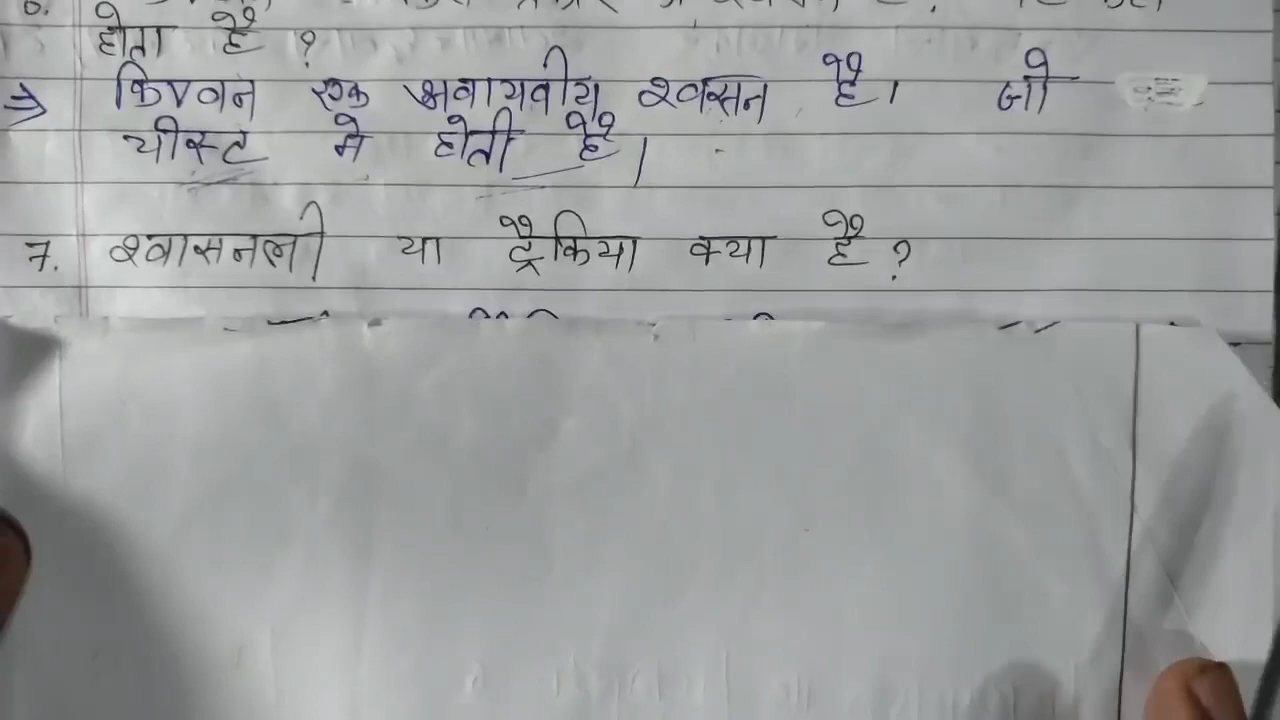 होता है ?
⇒ किण्वन एक अवायवीय श्वसन है। जो
यीस्ट मे होती है।
7. श्वासनली या ट्रैकिया क्या है ?